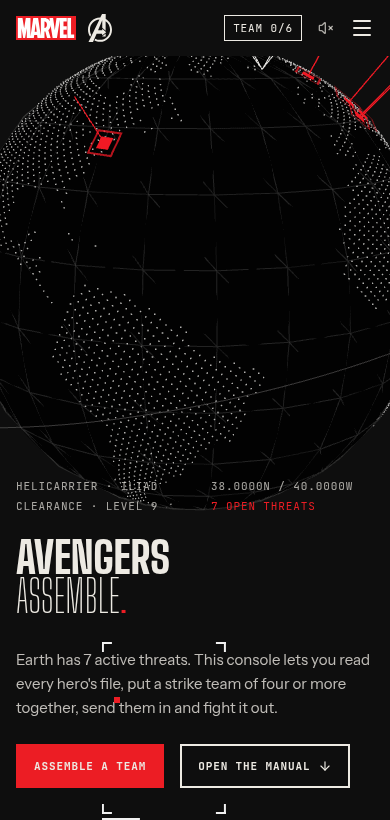 MARVEL
TEAM 0/6
HELICARRIER · ILIAD
38.0000N / 40.0000W
CLEARANCE · LEVEL 9
7 OPEN THREATS
AVENGERS
ASSEMBLE.
Earth has 7 active threats. This console lets you read
every hero's file, put a strike team of four or more
together, send them in and fight it out.
ASSEMBLE A TEAM
OPEN THE MANUAL ↓